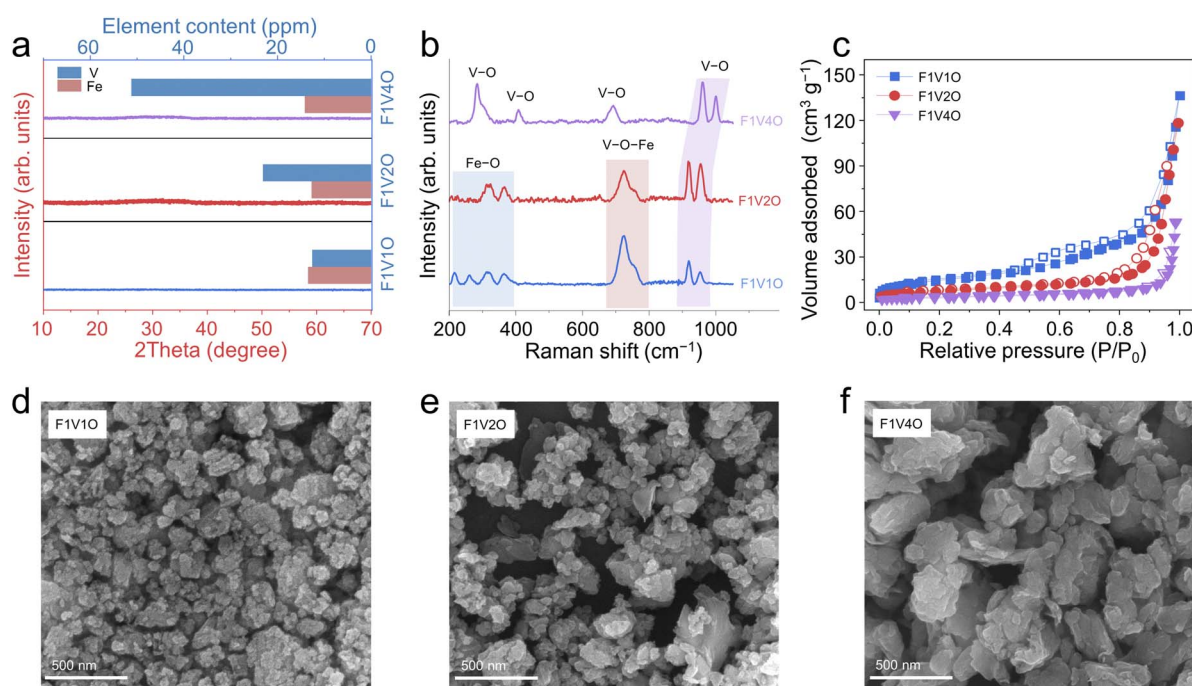 a
Element content (ppm)
60 40 20 0
V
Fe
F1V4O
F1V2O
F1V1O
Intensity (arb. units)
10 20 30 40 50 60 70
2Theta (degree)
b
V−O
V−O
V−O
V−O
F1V4O
Fe−O
V−O−Fe
F1V2O
F1V1O
Intensity (arb. units)
200 400 600 800 1000
Raman shift (cm⁻¹)
c
F1V1O
F1V2O
F1V4O
Volume adsorbed (cm³ g⁻¹)
150
120
90
60
30
0
0.0 0.2 0.4 0.6 0.8 1.0
Relative pressure (P/P₀)
d
F1V1O
500 nm
e
F1V2O
500 nm
f
F1V4O
500 nm